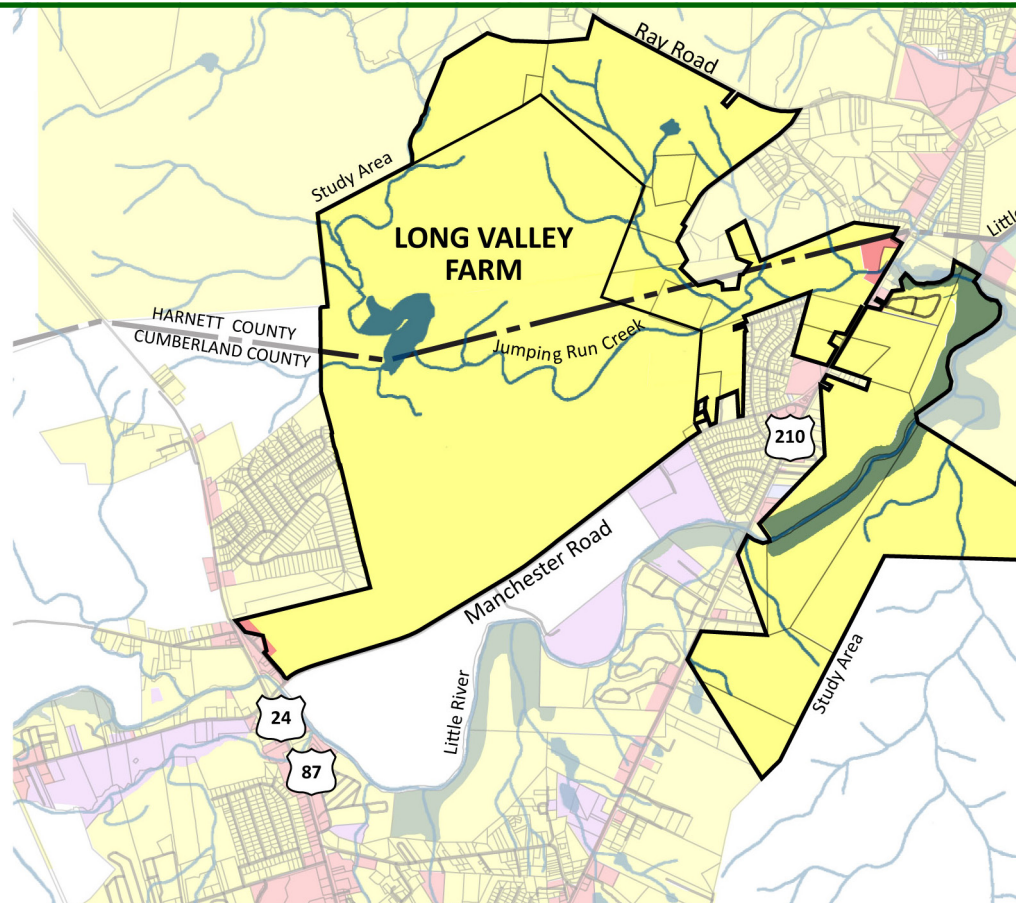 Ray Road
Study Area
LONG VALLEY
FARM
Little
HARNETT COUNTY
CUMBERLAND COUNTY
Jumping Run Creek
210
Manchester Road
Study Area
Little River
24
87